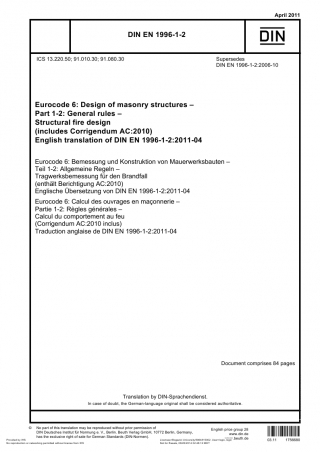 April 2011
DIN EN 1996-1-2
DIN
ICS 13.220.50; 91.010.30; 91.080.30
Supersedes
DIN EN 1996-1-2:2006-10
Eurocode 6: Design of masonry structures –
Part 1-2: General rules –
Structural fire design
(includes Corrigendum AC:2010)
English translation of DIN EN 1996-1-2:2011-04
Eurocode 6: Bemessung und Konstruktion von Mauerwerksbauten –
Teil 1-2: Allgemeine Regeln –
Tragwerksbemessung für den Brandfall
(enthält Berichtigung AC:2010)
Englische Übersetzung von DIN EN 1996-1-2:2011-04
Eurocode 6: Calcul des ouvrages en maçonnerie –
Partie 1-2: Règles générales –
Calcul du comportement au feu
(Corrigendum AC:2010 inclus)
Traduction anglaise de DIN EN 1996-1-2:2011-04
Document comprises 84 pages
Translation by DIN-Sprachendienst.
In case of doubt, the German-language original shall be considered authoritative.
© No part of this translation may be reproduced without prior permission of
DIN Deutsches Institut für Normung e. V., Berlin. Beuth Verlag GmbH, 10772 Berlin, Germany,
has the exclusive right of sale for German Standards (DIN-Normen).
English price group 28
www.din.de
beuth.de